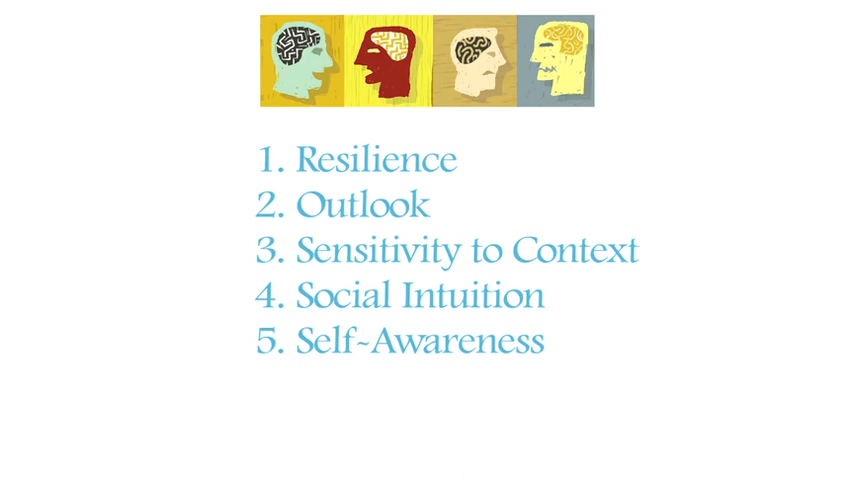 1. Resilience
2. Outlook
3. Sensitivity to Context
4. Social Intuition
5. Self-Awareness